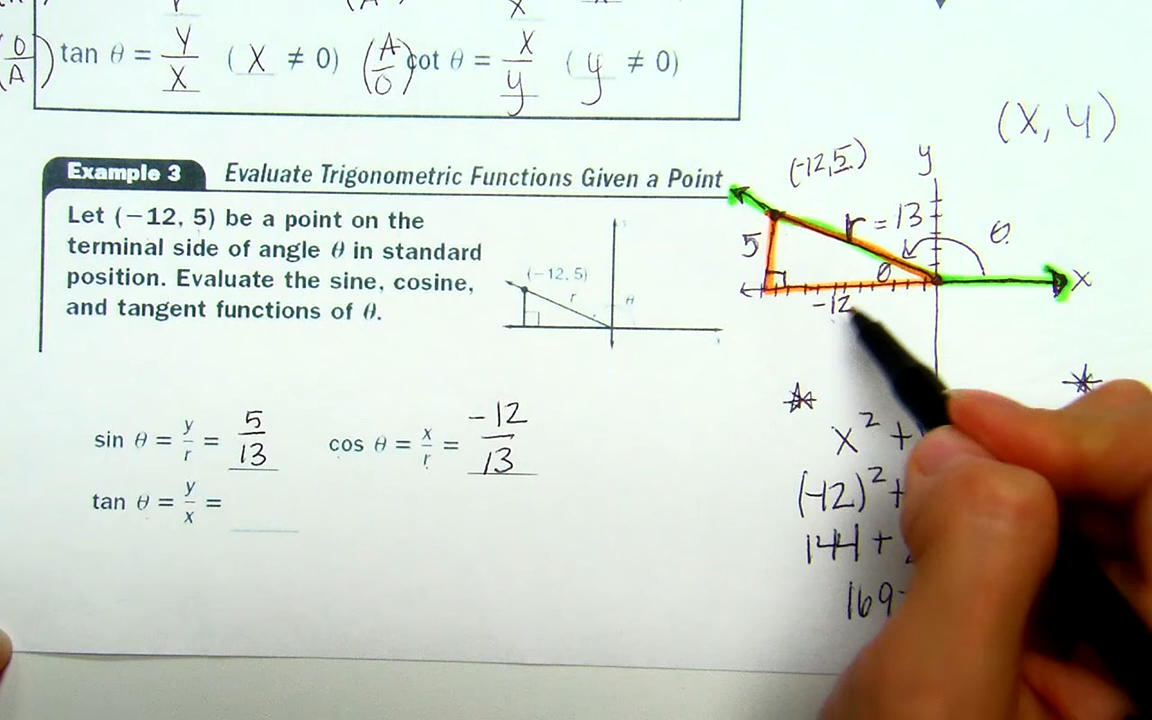 (O/A) tan θ = y/x ( x ≠ 0) (A/O) cot θ = x/y ( y ≠ 0)
(x, y)
Example 3 Evaluate Trigonometric Functions Given a Point
Let (−12, 5) be a point on the
terminal side of angle θ in standard
position. Evaluate the sine, cosine,
and tangent functions of θ.
(−12, 5)
r
θ
(-12,5)
y
r = 13
θ
5
θ
x
-12
sin θ = y/r = 5/13 cos θ = x/r = -12/13
tan θ = y/x =
x² +
(-12)² +
144 +
169